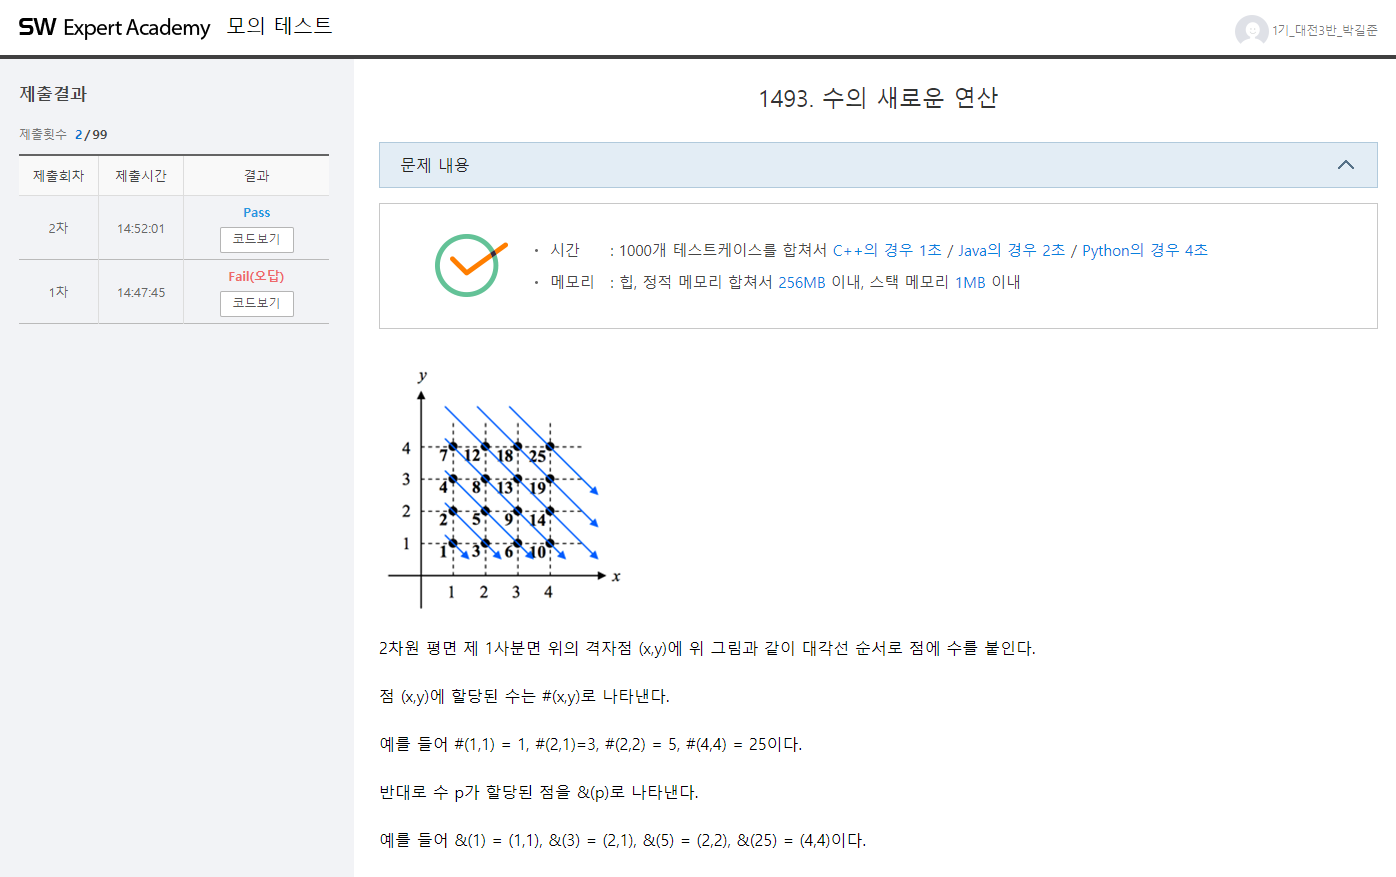 SW Expert Academy 모의 테스트
1기_대전3반_박길준
제출결과
제출횟수 2/99
제출회차 제출시간 결과
2차 14:52:01 Pass
코드보기
1차 14:47:45 Fail(오답)
코드보기
1493. 수의 새로운 연산
문제 내용
· 시간 : 1000개 테스트케이스를 합쳐서 C++의 경우 1초 / Java의 경우 2초 / Python의 경우 4초
· 메모리 : 힙, 정적 메모리 합쳐서 256MB 이내, 스택 메모리 1MB 이내
y
4 7 12 18 25
3 4 8 13 19
2 2 5 9 14
1 1 3 6 10
x
1 2 3 4
2차원 평면 제 1사분면 위의 격자점 (x,y)에 위 그림과 같이 대각선 순서로 점에 수를 붙인다.
점 (x,y)에 할당된 수는 #(x,y)로 나타낸다.
예를 들어 #(1,1) = 1, #(2,1)=3, #(2,2) = 5, #(4,4) = 25이다.
반대로 수 p가 할당된 점을 &(p)로 나타낸다.
예를 들어 &(1) = (1,1), &(3) = (2,1), &(5) = (2,2), &(25) = (4,4)이다.